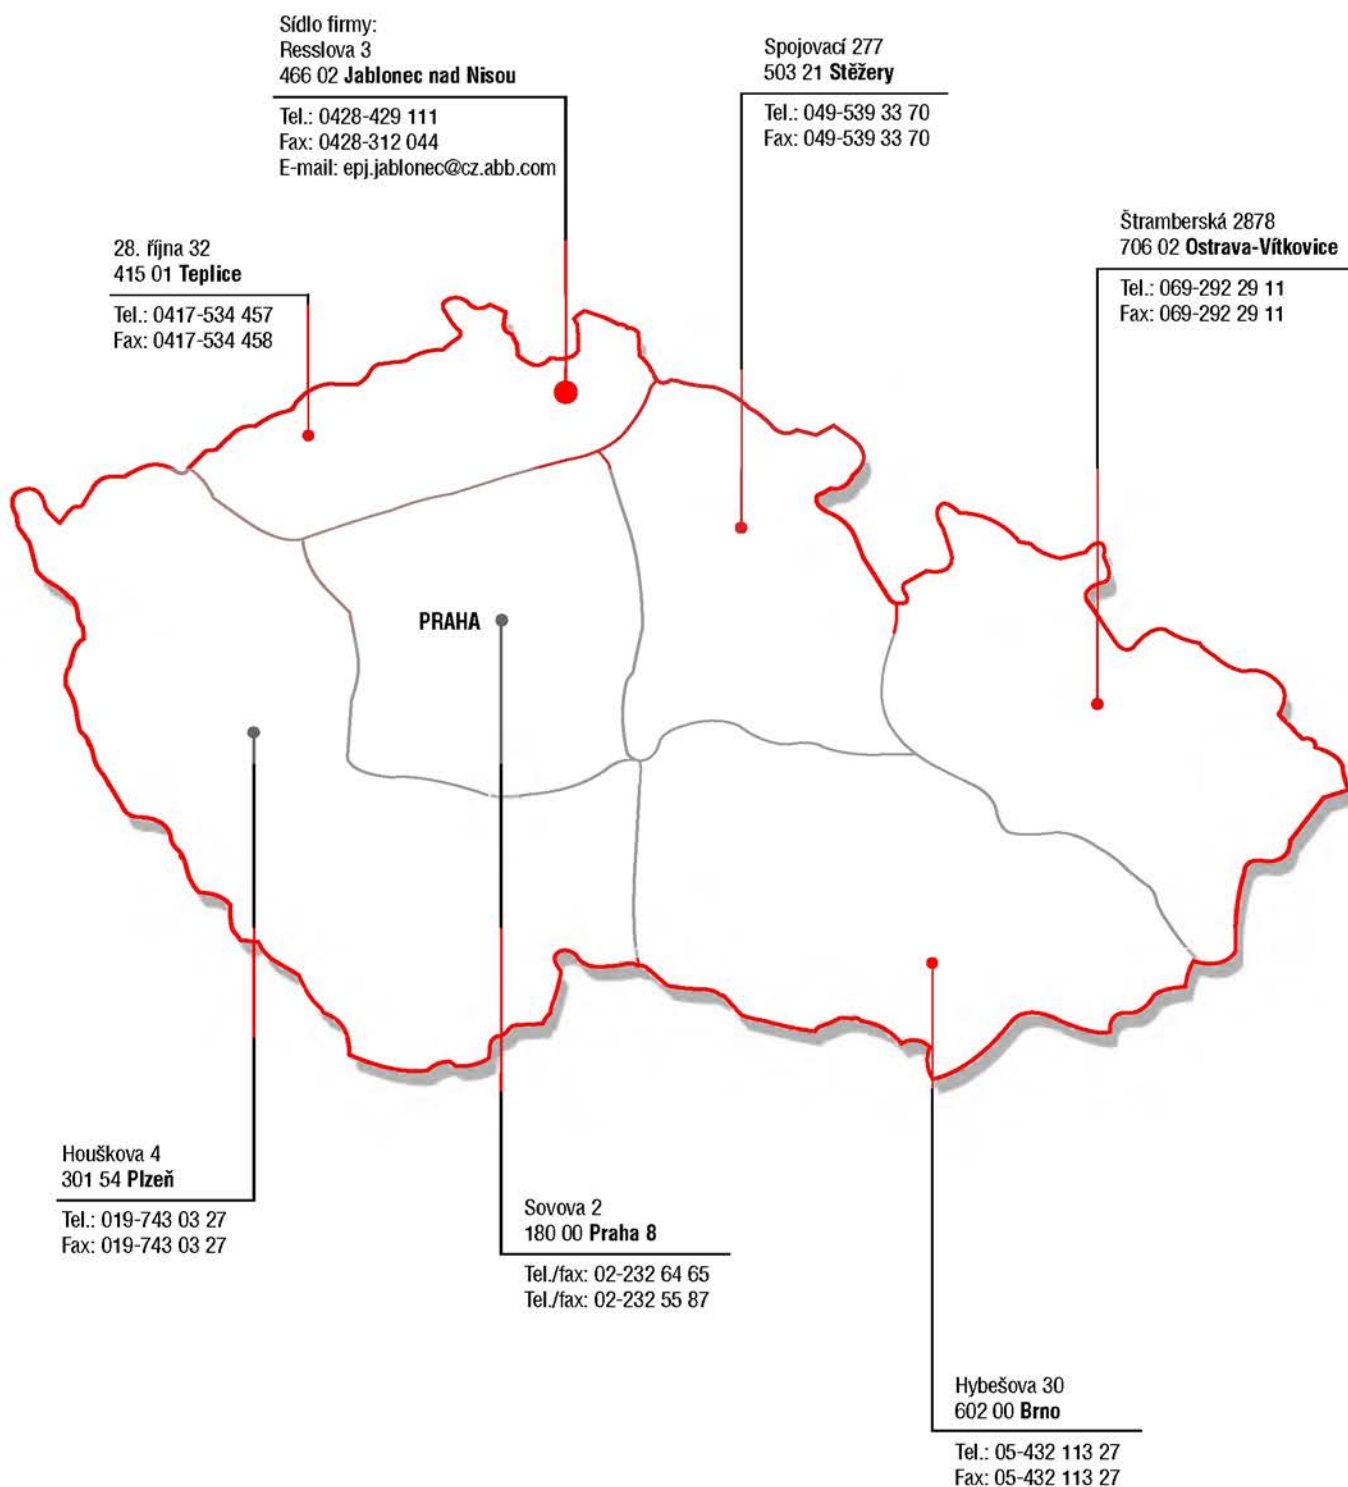 Sídlo firmy:
Resslova 3
466 02 Jablonec nad Nisou
Tel.: 0428-429 111
Fax: 0428-312 044
E-mail: epj.jablonec@cz.abb.com
Spojovací 277
503 21 Stěžery
Tel.: 049-539 33 70
Fax: 049-539 33 70
Štramberská 2878
706 02 Ostrava-Vítkovice
Tel.: 069-292 29 11
Fax: 069-292 29 11
28. října 32
415 01 Teplice
Tel.: 0417-534 457
Fax: 0417-534 458
PRAHA
Houškova 4
301 54 Plzeň
Tel.: 019-743 03 27
Fax: 019-743 03 27
Sovova 2
180 00 Praha 8
Tel./fax: 02-232 64 65
Tel./fax: 02-232 55 87
Hybešova 30
602 00 Brno
Tel.: 05-432 113 27
Fax: 05-432 113 27